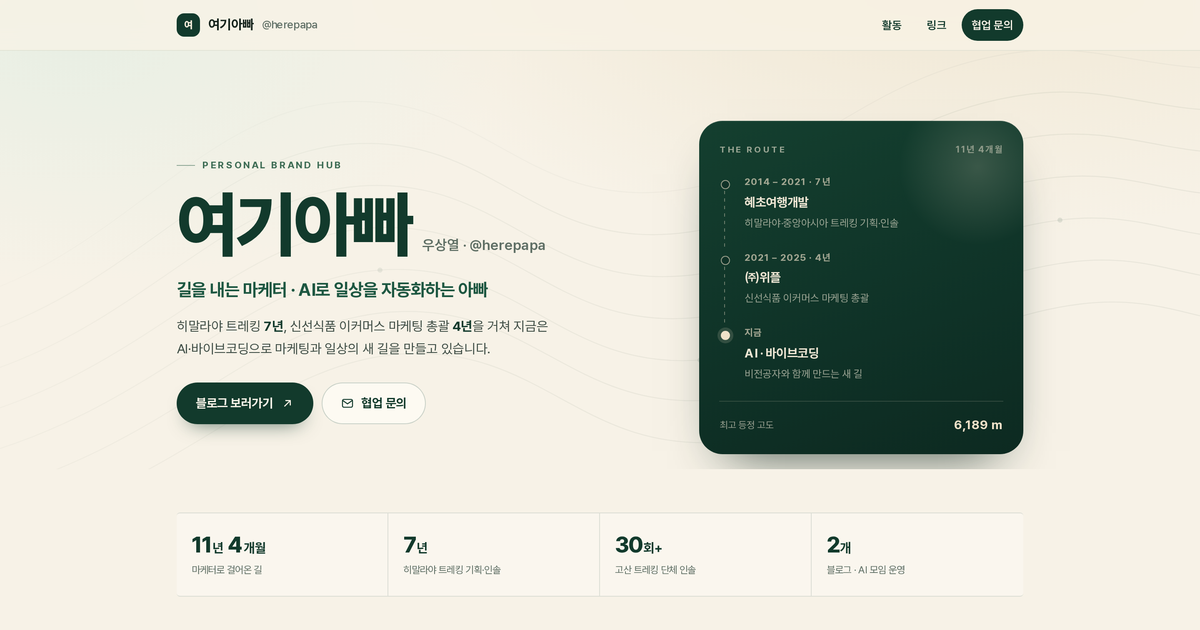 여 여기아빠 @herepapa 활동 링크 협업 문의
PERSONAL BRAND HUB
여기아빠 우상열 · @herepapa
길을 내는 마케터 · AI로 일상을 자동화하는 아빠
히말라야 트레킹 7년, 신선식품 이커머스 마케팅 총괄 4년을 거쳐 지금은
AI·바이브코딩으로 마케팅과 일상의 새 길을 만들고 있습니다.
블로그 보러가기 협업 문의
THE ROUTE 11년 4개월
2014 – 2021 · 7년
혜초여행개발
히말라야·중앙아시아 트레킹 기획·인솔
2021 – 2025 · 4년
㈜위플
신선식품 이커머스 마케팅 총괄
지금
AI · 바이브코딩
비전공자와 함께 만드는 새 길
최고 등정 고도 6,189 m
11년 4개월
마케터로 걸어온 길
7년
히말라야 트레킹 기획·인솔
30회+
고산 트레킹 단체 인솔
2개
블로그 · AI 모임 운영